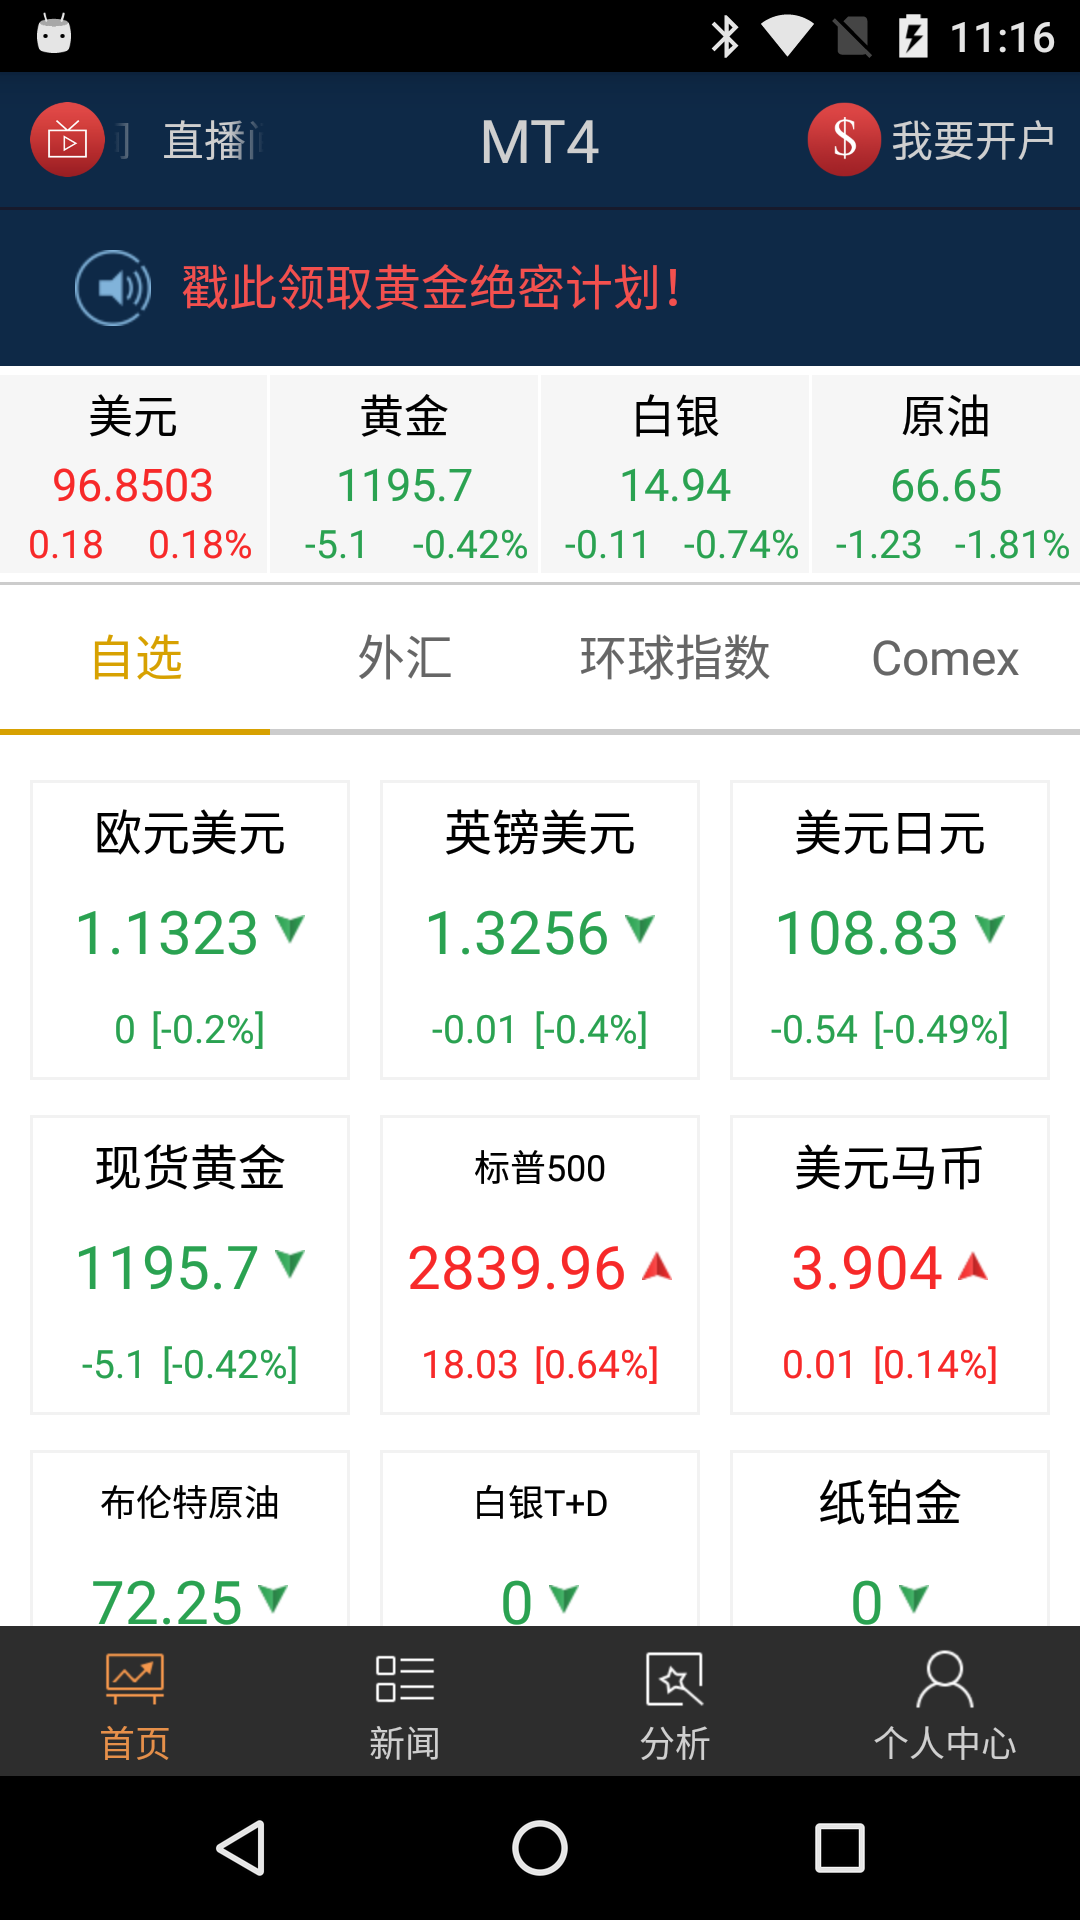 11:16
直播 MT4 $ 我要开户
戳此领取黄金绝密计划！
美元 黄金 白银 原油
96.8503 1195.7 14.94 66.65
0.18 0.18% -5.1 -0.42% -0.11 -0.74% -1.23 -1.81%
自选 外汇 环球指数 Comex
欧元美元 英镑美元 美元日元
1.1323 1.3256 108.83
0 [-0.2%] -0.01 [-0.4%] -0.54 [-0.49%]
现货黄金 标普500 美元马币
1195.7 2839.96 3.904
-5.1 [-0.42%] 18.03 [0.64%] 0.01 [0.14%]
布伦特原油 白银T+D 纸铂金
72.25 0 0
首页 新闻 分析 个人中心